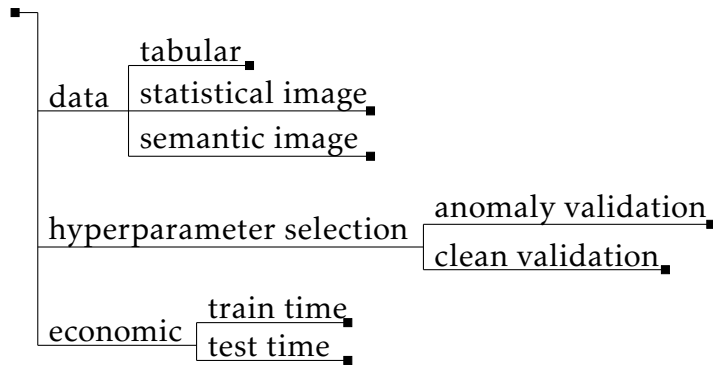 tabular
data
statistical image
semantic image
anomaly validation
hyperparameter selection
clean validation
train time
economic
test time